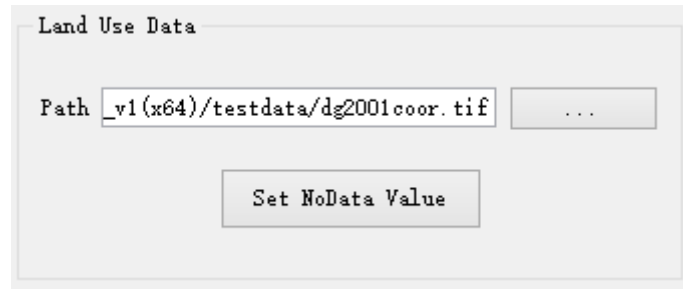 Land Use Data
Path _v1(x64)/testdata/dg2001coor.tif ...
Set NoData Value